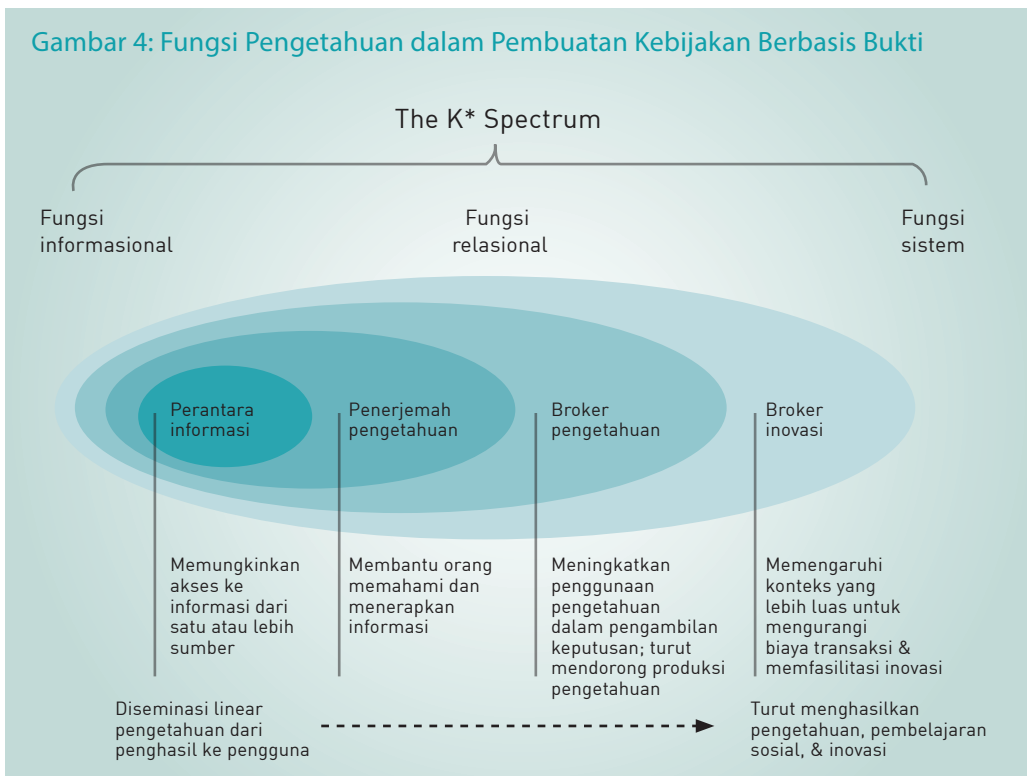 Gambar 4: Fungsi Pengetahuan dalam Pembuatan Kebijakan Berbasis Bukti
The K* Spectrum
Fungsi
informasional
Fungsi
relasional
Fungsi
sistem
Perantara
informasi
Penerjemah
pengetahuan
Broker
pengetahuan
Broker
inovasi
Memungkinkan
akses ke
informasi dari
satu atau lebih
sumber
Membantu orang
memahami dan
menerapkan
informasi
Meningkatkan
penggunaan
pengetahuan
dalam pengambilan
keputusan; turut
mendorong produksi
pengetahuan
Memengaruhi
konteks yang
lebih luas untuk
mengurangi
biaya transaksi &
memfasilitasi inovasi
Diseminasi linear
pengetahuan dari
penghasil ke pengguna
Turut menghasilkan
pengetahuan, pembelajaran
sosial, & inovasi